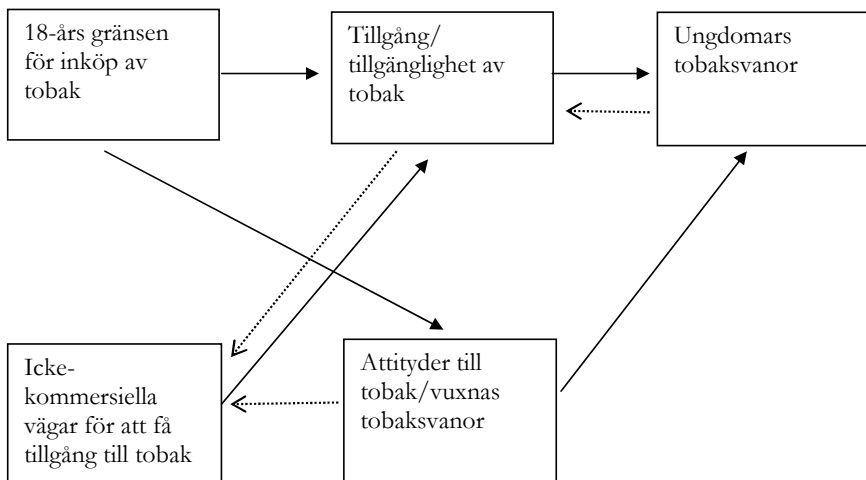 18-års gränsen
för inköp av
tobak
Tillgång/
tillgänglighet av
tobak
Ungdomars
tobaksvanor
Icke-
kommersiella
vägar för att få
tillgång till tobak
Attityder till
tobak/vuxnas
tobaksvanor